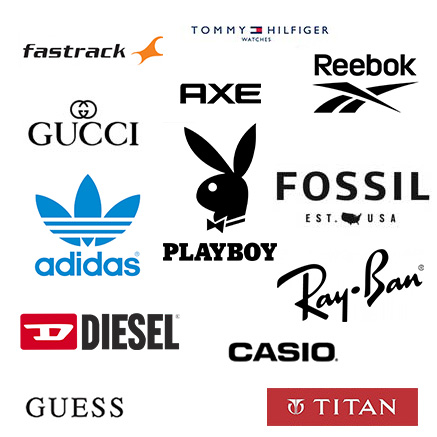 fastrack
TOMMY HILFIGER
WATCHES
Reebok
AXE
GUCCI
PLAYBOY
FOSSIL
EST. USA
adidas®
Ray·Ban®
D DIESEL®
CASIO®
GUESS
TITAN